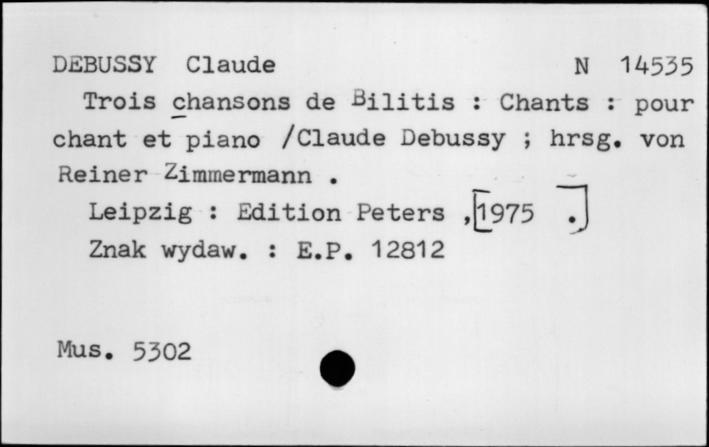 DEBUSSY Claude N 14535
Trois chansons de Bilitis : Chants : pour
chant et piano /Claude Debussy ; hrsg. von
Reiner Zimmermann .
Leipzig : Edition Peters ,[1975 .]
Znak wydaw. : E.P. 12812
Mus. 5302